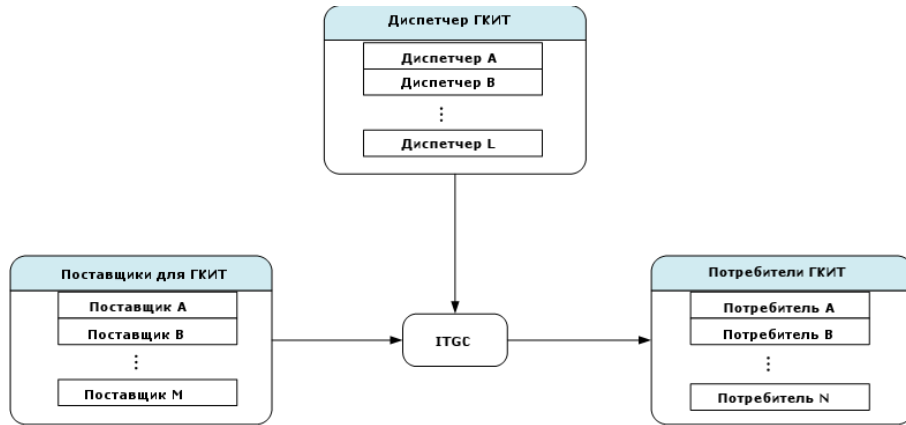 Диспетчер ГКИТ
Диспетчер A
Диспетчер B
⋮
Диспетчер L
Поставщики для ГКИТ
Поставщик A
Поставщик B
⋮
Поставщик M
ITGC
Потребители ГКИТ
Потребитель A
Потребитель B
⋮
Потребитель N